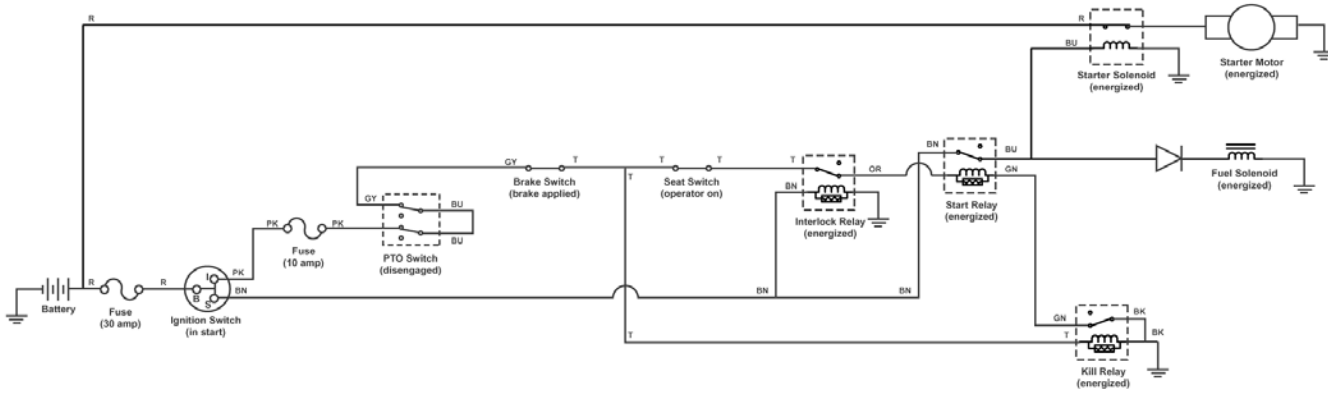 R
R
Starter Solenoid
(energized)
Starter Motor
(energized)
BU
BN
BU
GY
T
Brake Switch
(brake applied)
T
T
Seat Switch
(operator on)
T
T
OR
BN
Interlock Relay
(energized)
GN
Start Relay
(energized)
Fuel Solenoid
(energized)
GY
BU
BU
PTO Switch
(disengaged)
PK
PK
Fuse
(10 amp)
PK
R
R
I
B
S
BN
BN
BN
Battery
Fuse
(30 amp)
Ignition Switch
(in start)
GN
BK
BK
T
T
Kill Relay
(energized)